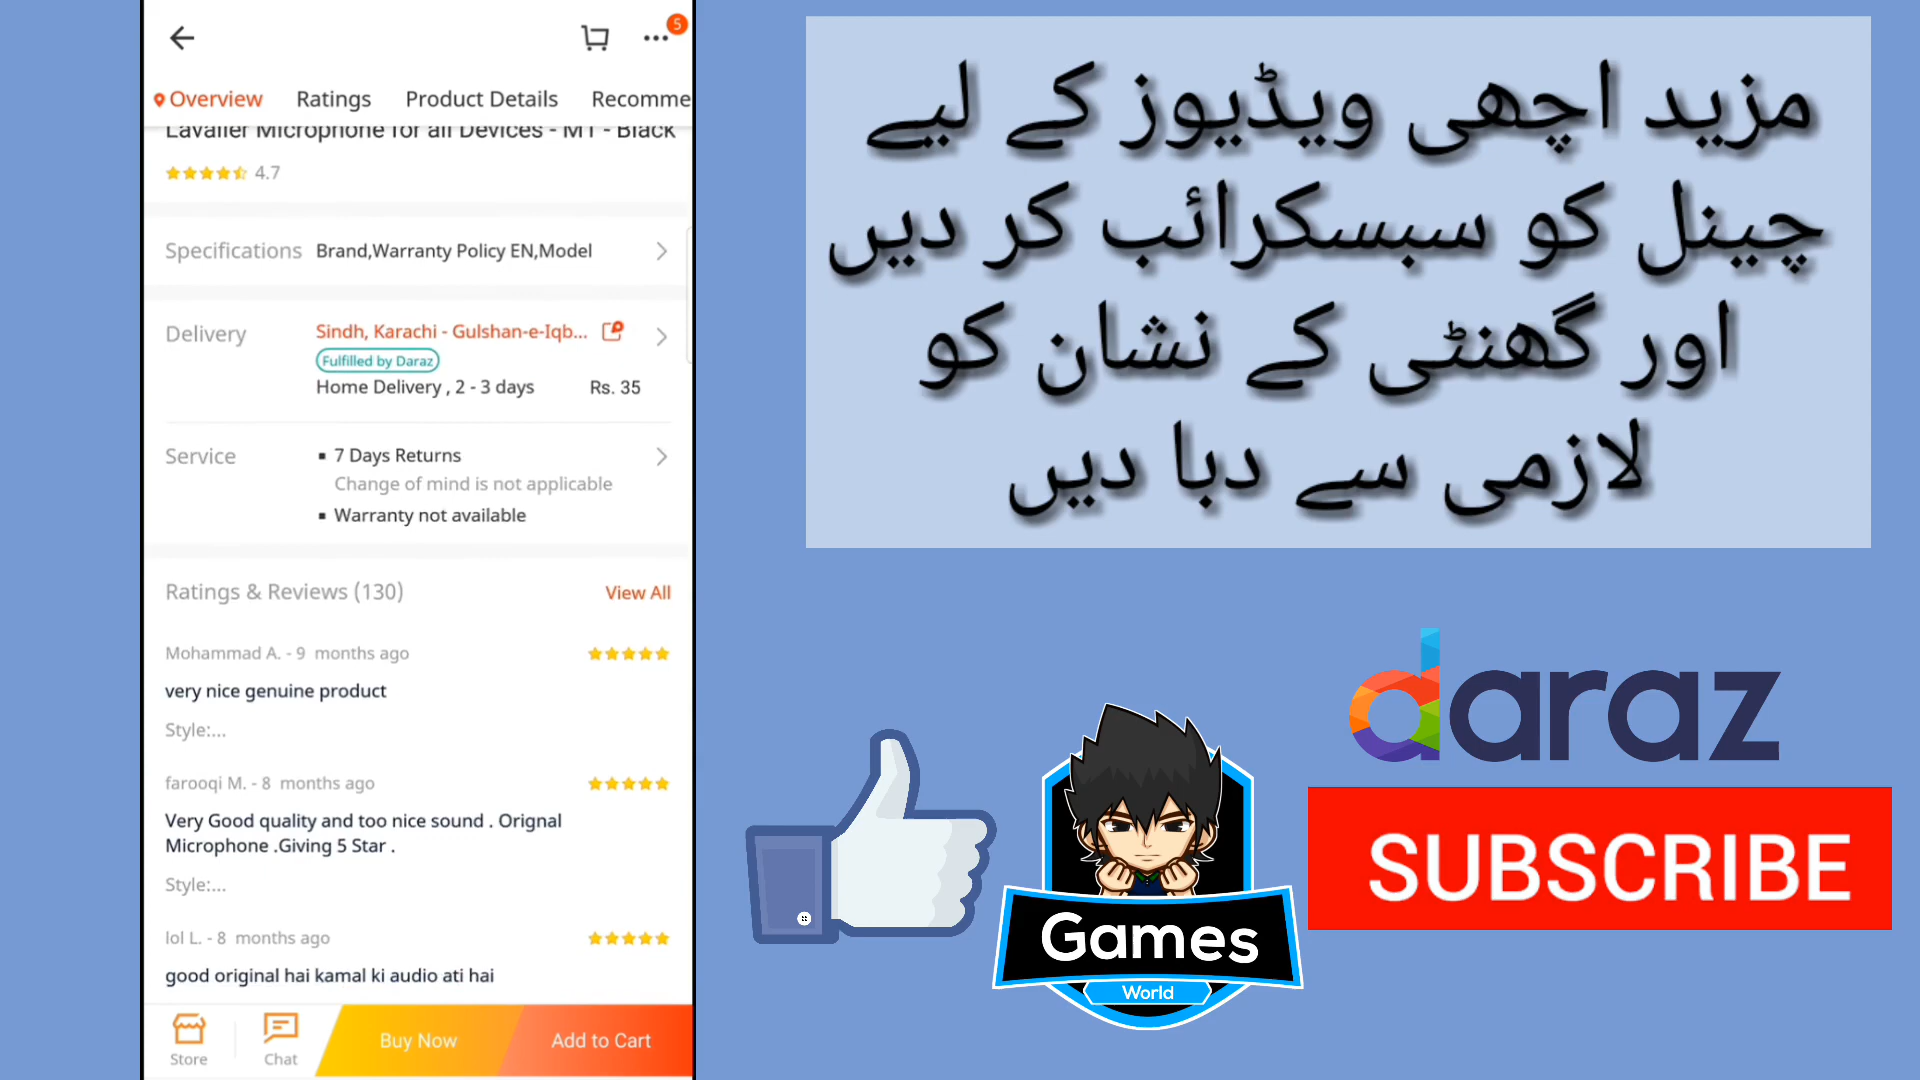 5
Overview Ratings Product Details Recomme
Lavalier Microphone for all Devices - MT - Black
4.7
Specifications Brand,Warranty Policy EN,Model
Delivery Sindh, Karachi - Gulshan-e-Iqb...
Fulfilled by Daraz
Home Delivery , 2 - 3 days Rs. 35
Service 7 Days Returns
Change of mind is not applicable
Warranty not available
Ratings & Reviews (130) View All
Mohammad A. - 9 months ago
very nice genuine product
Style:...
farooqi M. - 8 months ago
Very Good quality and too nice sound . Orignal
Microphone .Giving 5 Star .
Style:...
lol L. - 8 months ago
good original hai kamal ki audio ati hai
Store Chat Buy Now Add to Cart
مزید اچھی ویڈیوز کے لیے
چینل کو سبسکرائب کر دیں
اور گھنٹی کے نشان کو
لازمی سے دبا دیں
daraz
SUBSCRIBE
Games
World